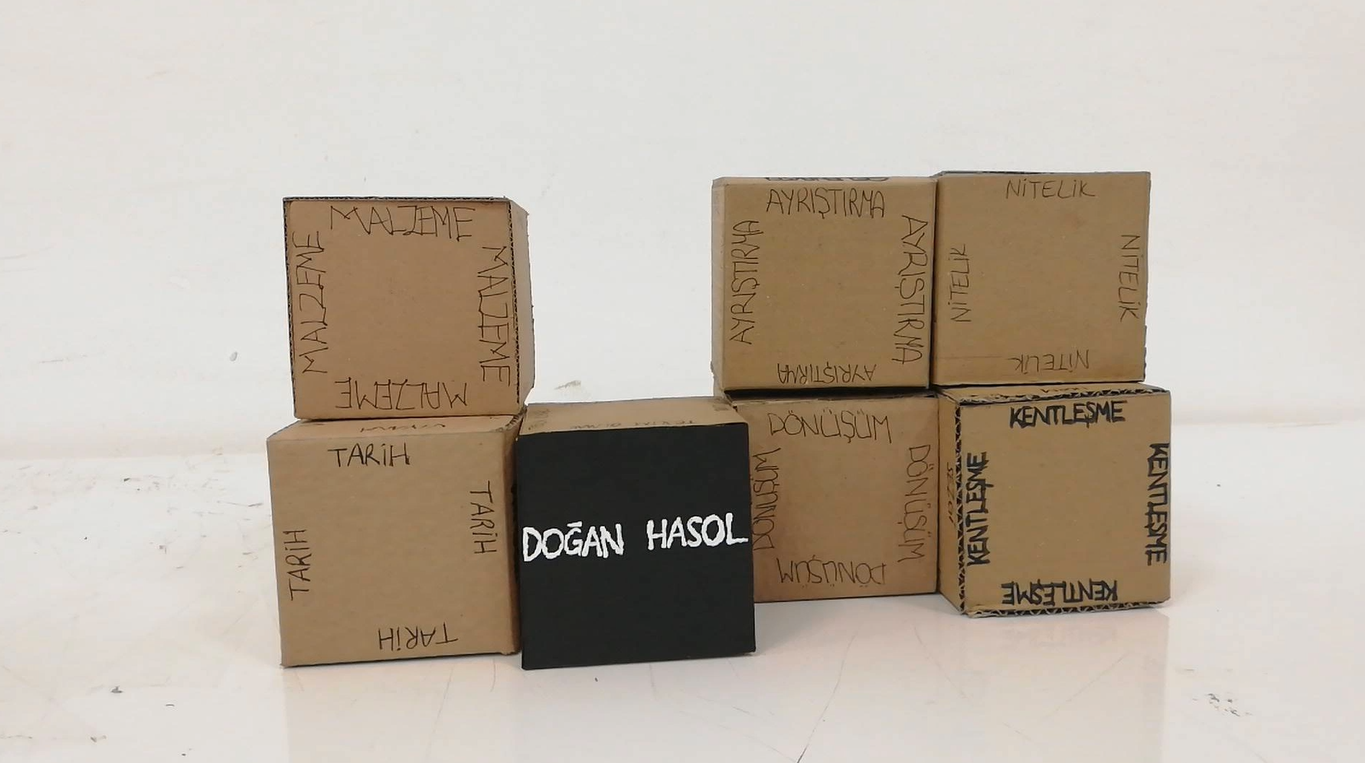 MALZEME
MALZEME
MALZEME
MALZEME
AYRIŞTIRMA
AYRIŞTIRMA
AYRIŞTIRMA
AYRIŞTIRMA
NİTELİK
NİTELİK
NİTELİK
NİTELİK
TARİH
TARİH
TARİH
TARİH
DOĞAN HASOL
DÖNÜŞÜM
DÖNÜŞÜM
DÖNÜŞÜM
DÖNÜŞÜM
KENTLEŞME
KENTLEŞME
KENTLEŞME
KENTLEŞME